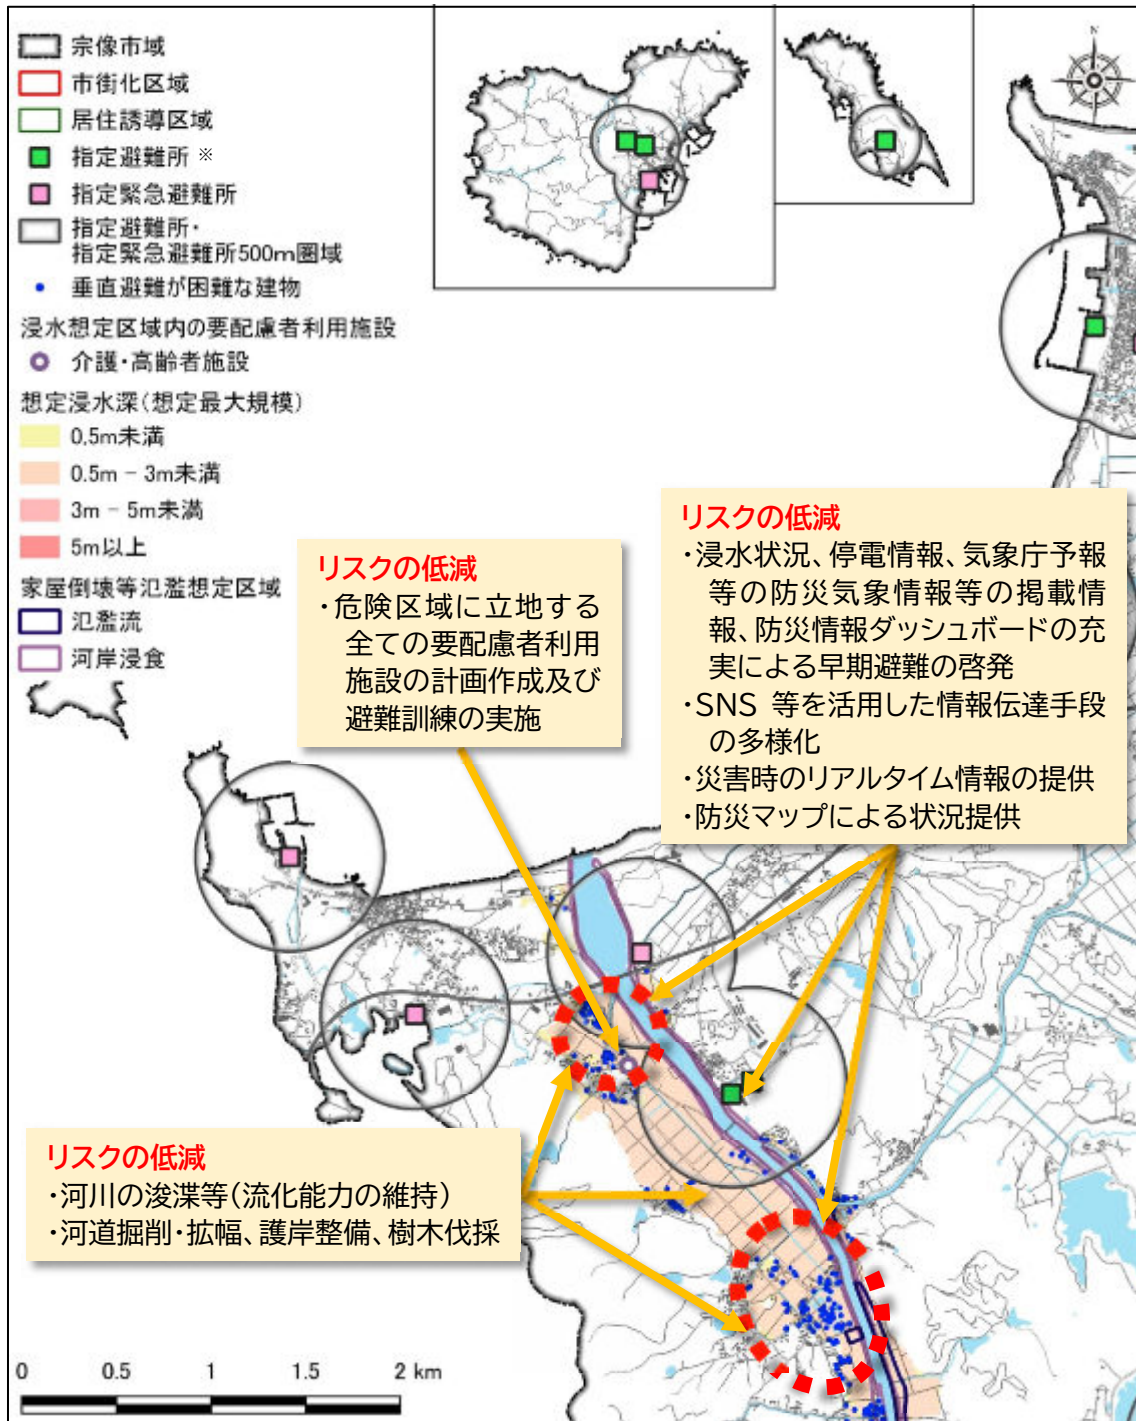 宗像市域
市街化区域
居住誘導区域
指定避難所 ※
指定緊急避難所
指定避難所・
指定緊急避難所500m圏域
垂直避難が困難な建物
浸水想定区域内の要配慮者利用施設
介護・高齢者施設
想定浸水深(想定最大規模)
0.5m未満
0.5m － 3m未満
3m － 5m未満
5m以上
家屋倒壊等氾濫想定区域
氾濫流
河岸浸食
N
リスクの低減
・危険区域に立地する
全ての要配慮者利用
施設の計画作成及び
避難訓練の実施
リスクの低減
・浸水状況、停電情報、気象庁予報
等の防災気象情報等の掲載情
報、防災情報ダッシュボードの充
実による早期避難の啓発
・SNS 等を活用した情報伝達手段
の多様化
・災害時のリアルタイム情報の提供
・防災マップによる状況提供
リスクの低減
・河川の浚渫等(流化能力の維持)
・河道掘削・拡幅、護岸整備、樹木伐採
0 0.5 1 2 km